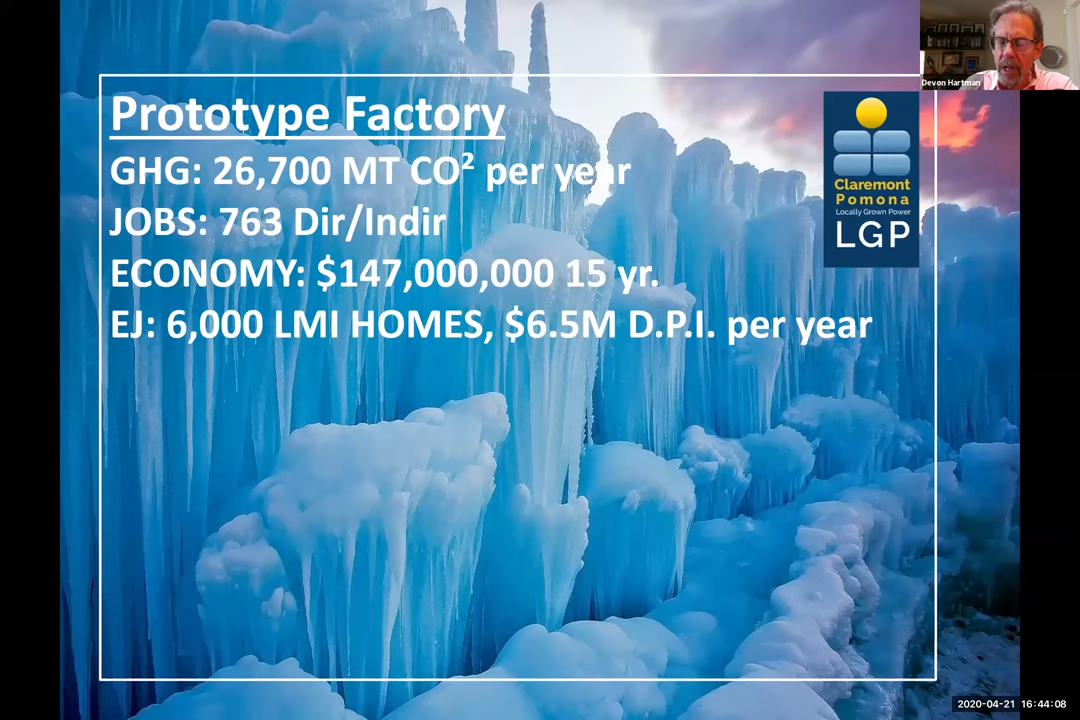 Prototype Factory
GHG: 26,700 MT CO² per year
JOBS: 763 Dir/Indir
ECONOMY: $147,000,000 15 yr.
EJ: 6,000 LMI HOMES, $6.5M D.P.I. per year
Claremont
Pomona
Locally Grown Power
LGP
Devon Hartman
2020-04-21 16:44:08